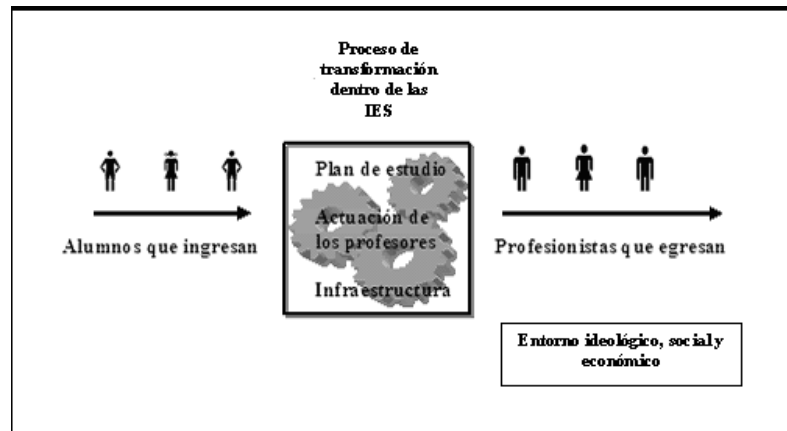 Proceso de
transformación
dentro de las
IES
Plan de estudio
Actuación de
los profesores
Infraestructura
Alumnos que ingresan
Profesionistas que egresan
Entorno ideológico, social y
económico